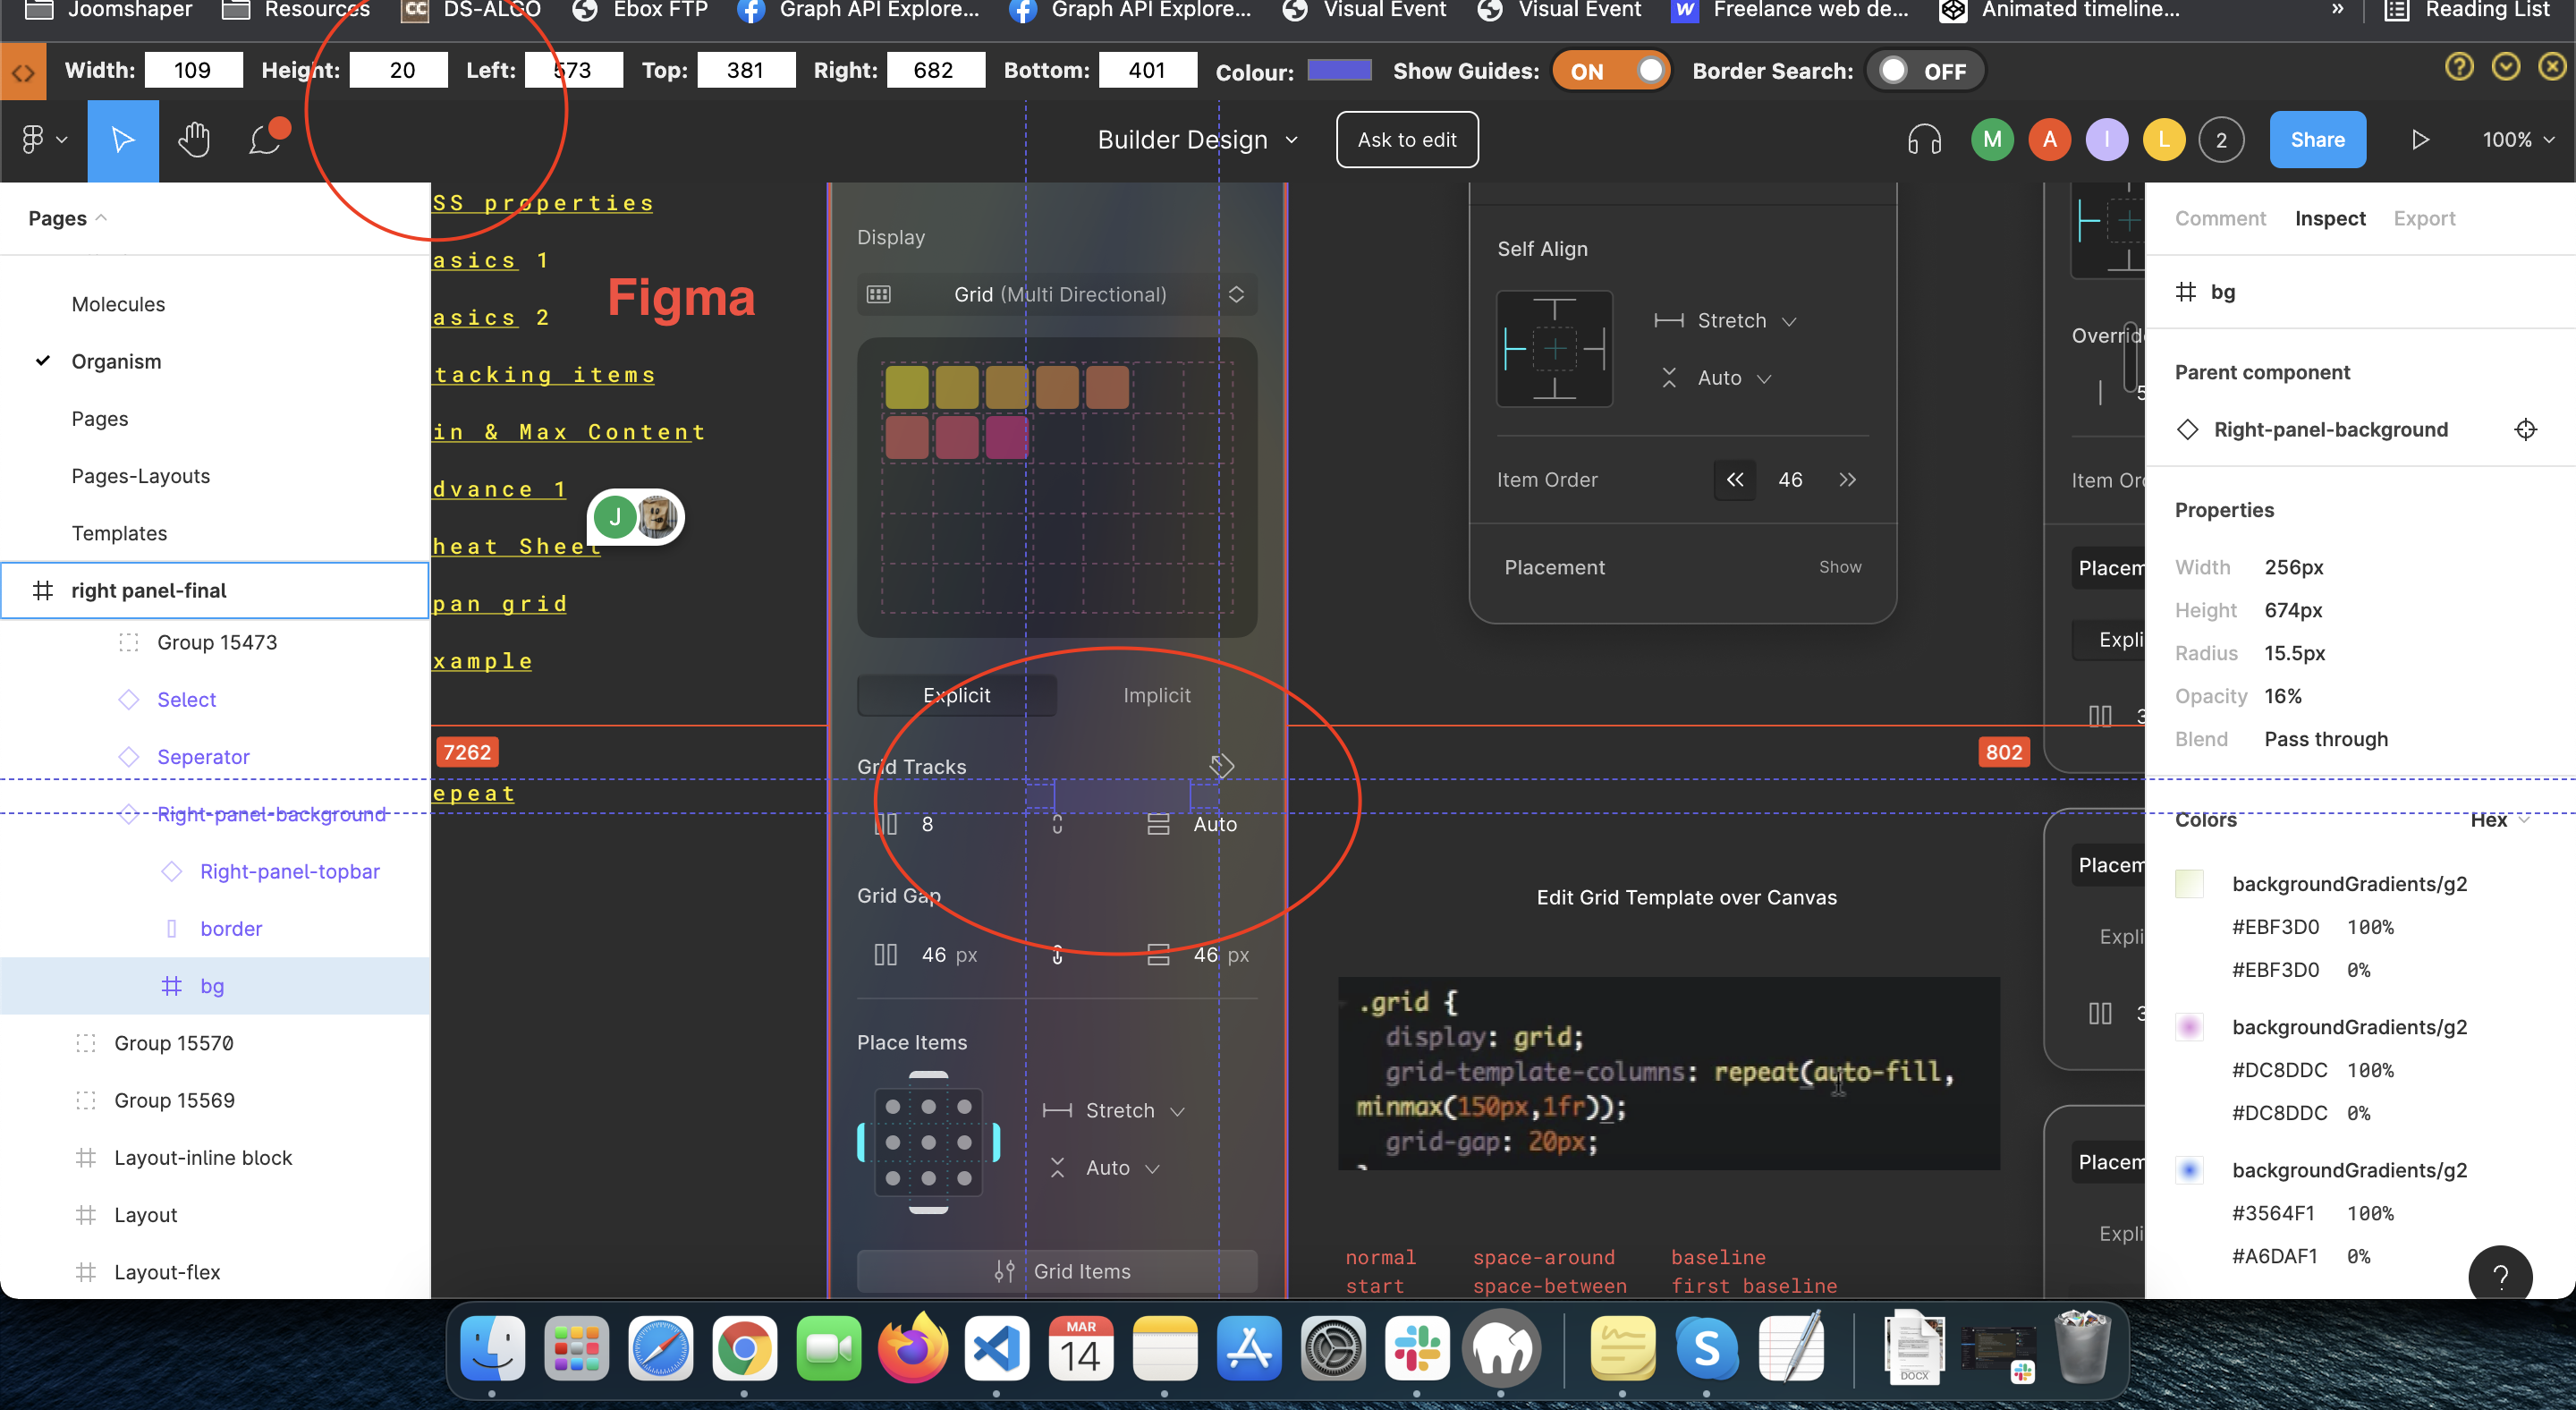 Joomshaper Resources CC DS-ALGO Ebox FTP Graph API Explore... Graph API Explore... Visual Event Visual Event W Freelance web de... Animated timeline... » Reading List
Width: 109 Height: 20 Left: 573 Top: 381 Right: 682 Bottom: 401 Colour: Show Guides: ON Border Search: OFF
Builder Design Ask to edit M A I L 2 Share 100%
Pages
Molecules
Organism
Pages
Pages-Layouts
Templates
right panel-final
Group 15473
Select
Seperator
Right-panel-background
Right-panel-topbar
border
bg
Group 15570
Group 15569
Layout-inline block
Layout
Layout-flex
SS properties
asics 1
asics 2
tacking items
in & Max Content
dvance 1
heat Sheet
pan grid
xample
7262
epeat
Figma
J
Display
Grid (Multi Directional)
Explicit Implicit
Grid Tracks
8 Auto
Grid Gap
46 px 46 px
Place Items
Stretch
Auto
Grid Items
Self Align
Stretch
Auto
Item Order 46
Placement Show
802
Edit Grid Template over Canvas
.grid {
display: grid;
grid-template-columns: repeat(auto-fill,
minmax(150px,1fr));
grid-gap: 20px;
normal space-around baseline
start space-between first baseline
Overrid
5
Item Or
Placem
Expli
3
Placem
Expli
3
Placem
Expli
Comment Inspect Export
bg
Parent component
Right-panel-background
Properties
Width 256px
Height 674px
Radius 15.5px
Opacity 16%
Blend Pass through
Colors Hex
backgroundGradients/g2
#EBF3D0 100%
#EBF3D0 0%
backgroundGradients/g2
#DC8DDC 100%
#DC8DDC 0%
backgroundGradients/g2
#3564F1 100%
#A6DAF1 0%
?
MAR
14
DOCX